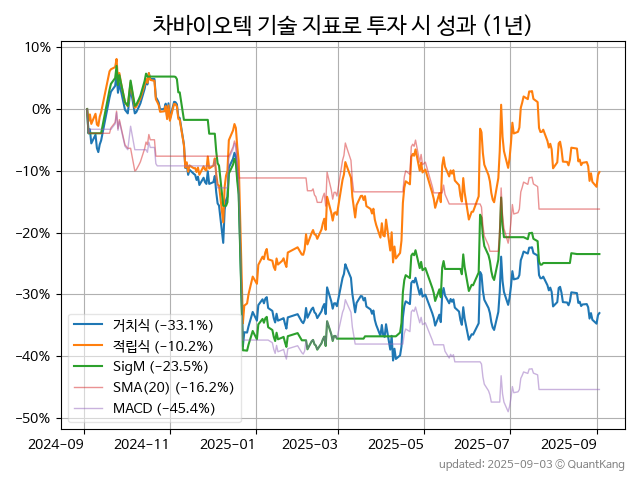 차바이오텍 기술 지표로 투자 시 성과 (1년)
10%
0%
−10%
−20%
−30%
−40%
−50%
거치식 (−33.1%)
적립식 (−10.2%)
SigM (−23.5%)
SMA(20) (−16.2%)
MACD (−45.4%)
2024-09 2024-11 2025-01 2025-03 2025-05 2025-07 2025-09
updated: 2025-09-03 © QuantKang